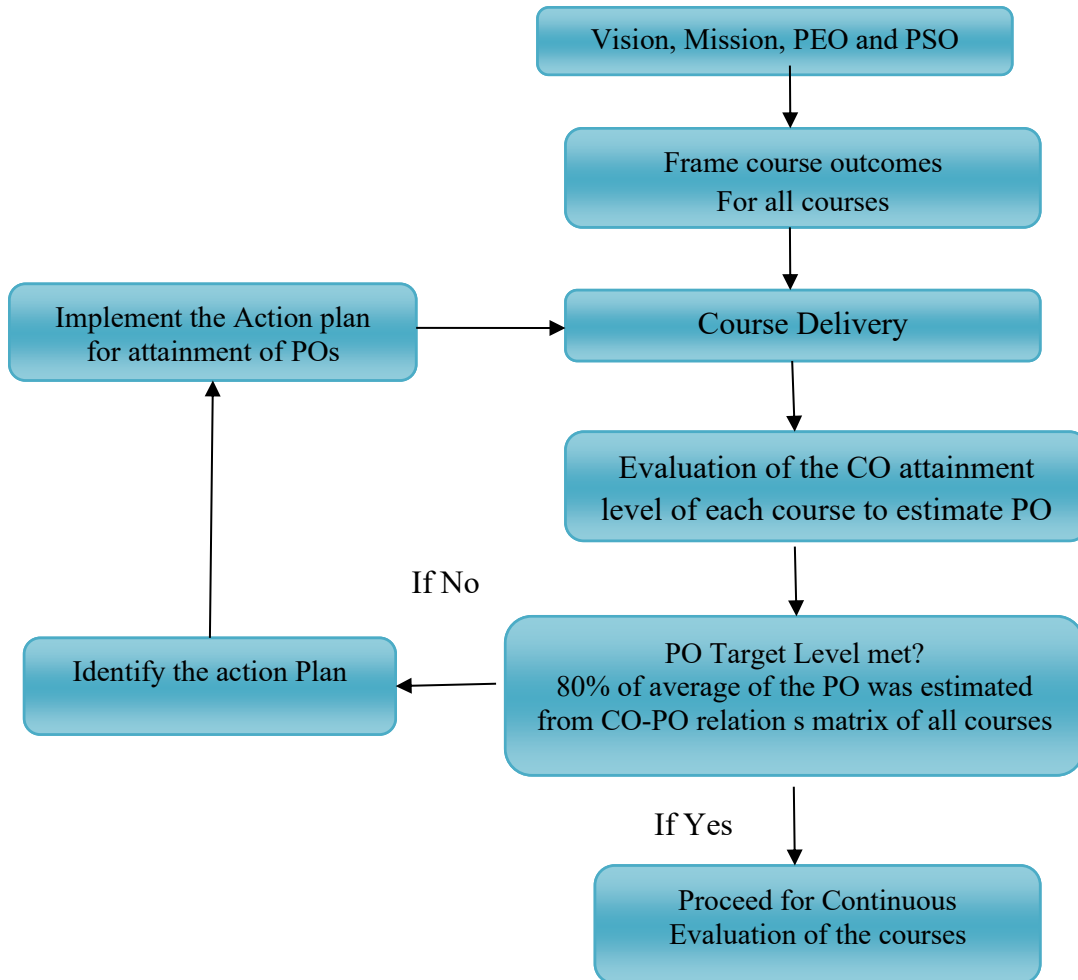 Vision, Mission, PEO and PSO
Frame course outcomes
For all courses
Implement the Action plan
for attainment of POs
Course Delivery
Evaluation of the CO attainment
level of each course to estimate PO
If No
Identify the action Plan
PO Target Level met?
80% of average of the PO was estimated
from CO-PO relation s matrix of all courses
If Yes
Proceed for Continuous
Evaluation of the courses